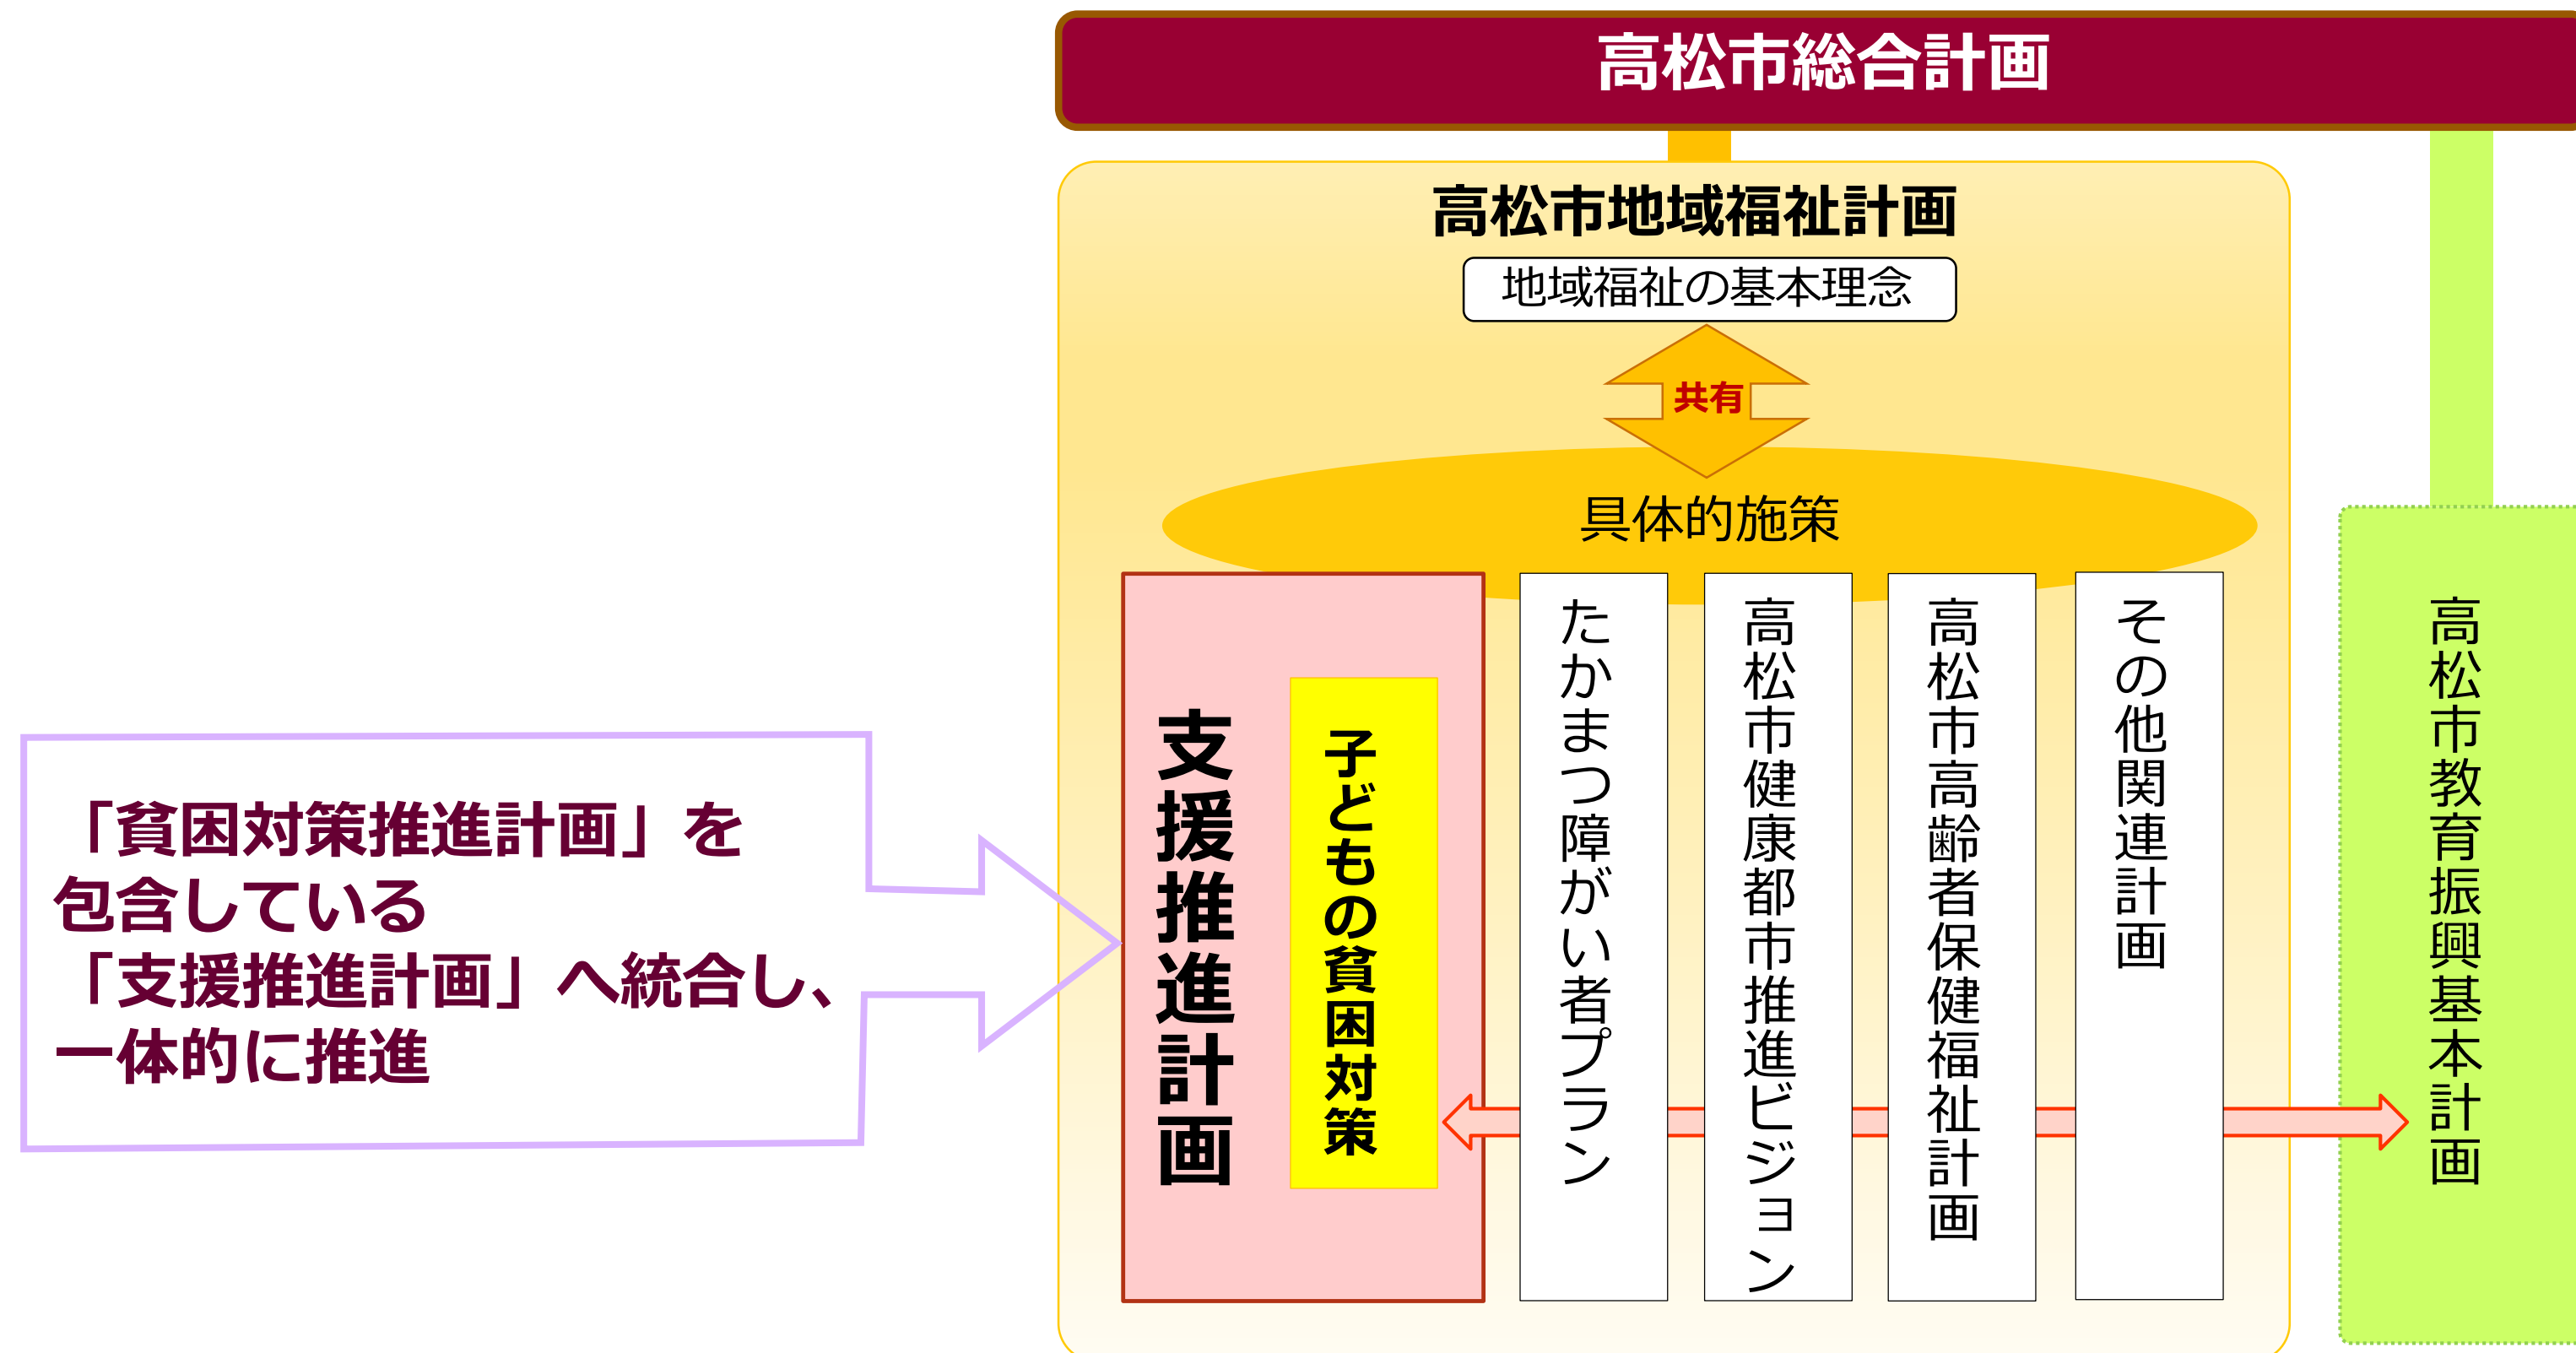 高松市総合計画
高松市地域福祉計画
地域福祉の基本理念
共有
具体的施策
支援推進計画
子どもの貧困対策
たかまつ障がい者プラン
高松市健康都市推進ビジョン
高松市高齢者保健福祉計画
その他関連計画
高松市教育振興基本計画
「貧困対策推進計画」を
包含している
「支援推進計画」へ統合し、
一体的に推進